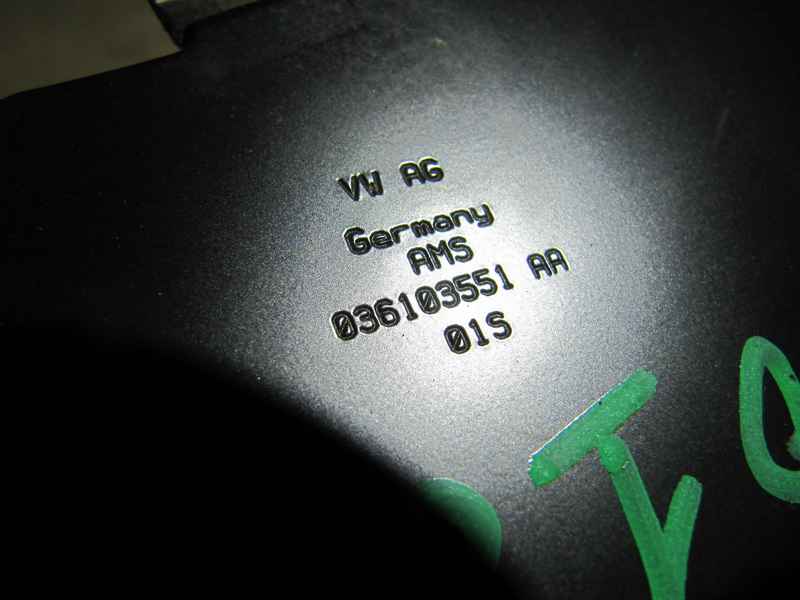 VW AG
Germany
AMS
036103551 AA
01S